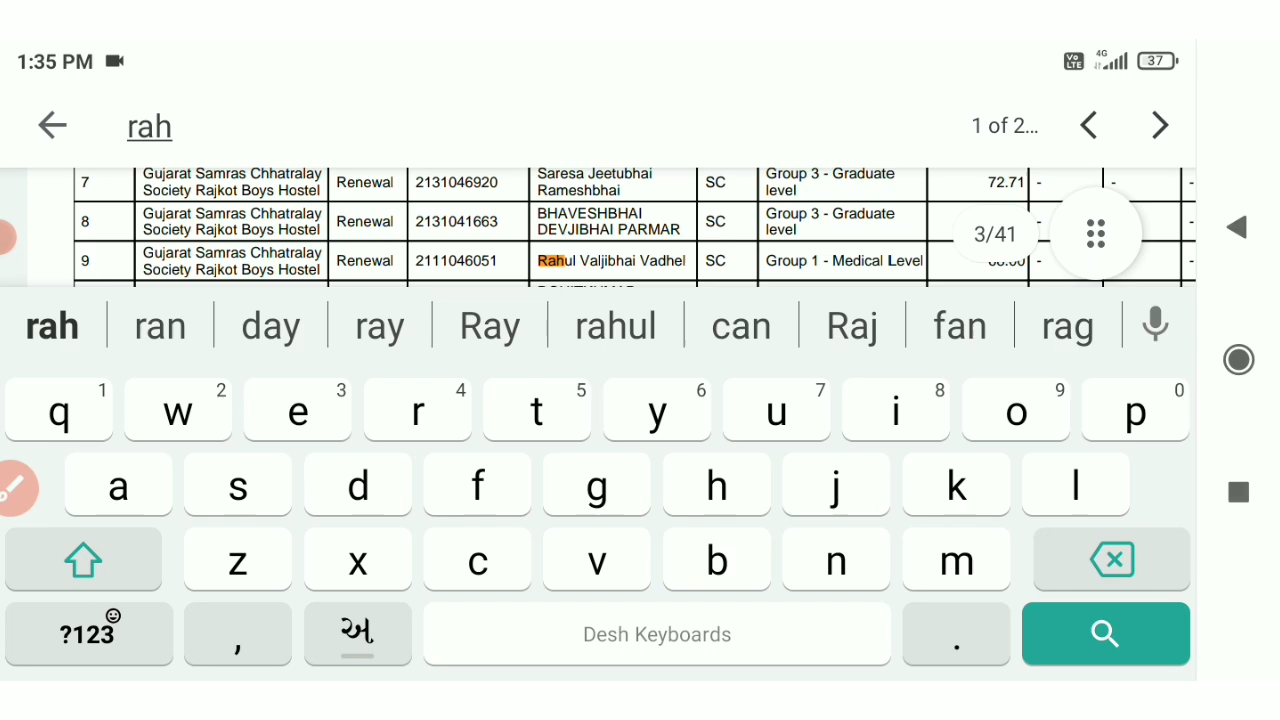 1:35 PM
Vo LTE 4G 37
rah 1 of 2...
7 Gujarat Samras Chhatralay Society Rajkot Boys Hostel Renewal 2131046920 Saresa Jeetubhai Rameshbhai SC Group 3 - Graduate level 72.71 - - -
8 Gujarat Samras Chhatralay Society Rajkot Boys Hostel Renewal 2131041663 BHAVESHBHAI DEVJIBHAI PARMAR SC Group 3 - Graduate level
3/41
9 Gujarat Samras Chhatralay Society Rajkot Boys Hostel Renewal 2111046051 Rahul Valjibhai Vadhel SC Group 1 - Medical Level - -
rah ran day ray Ray rahul can Raj fan rag
q 1 w 2 e 3 r 4 t 5 y 6 u 7 i 8 o 9 p 0
a s d f g h j k l
z x c v b n m
?123 , અ Desh Keyboards .